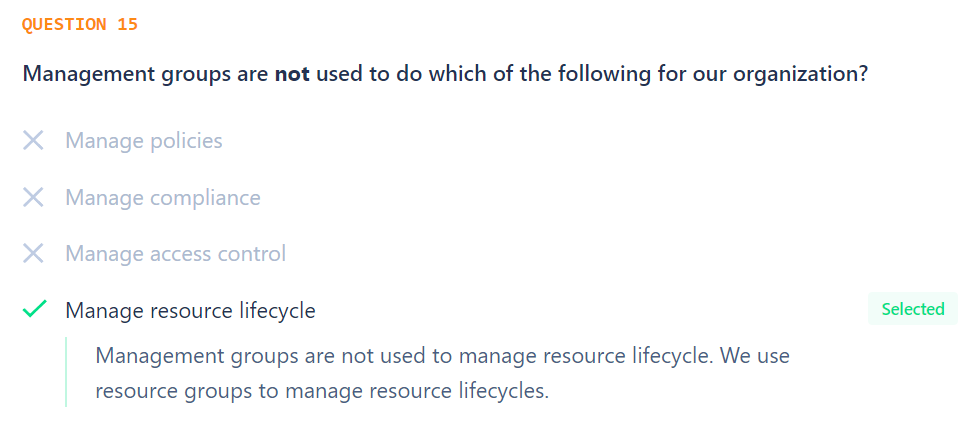 QUESTION 15
Management groups are not used to do which of the following for our organization?
Manage policies
Manage compliance
Manage access control
Manage resource lifecycle
Selected
Management groups are not used to manage resource lifecycle. We use
resource groups to manage resource lifecycles.